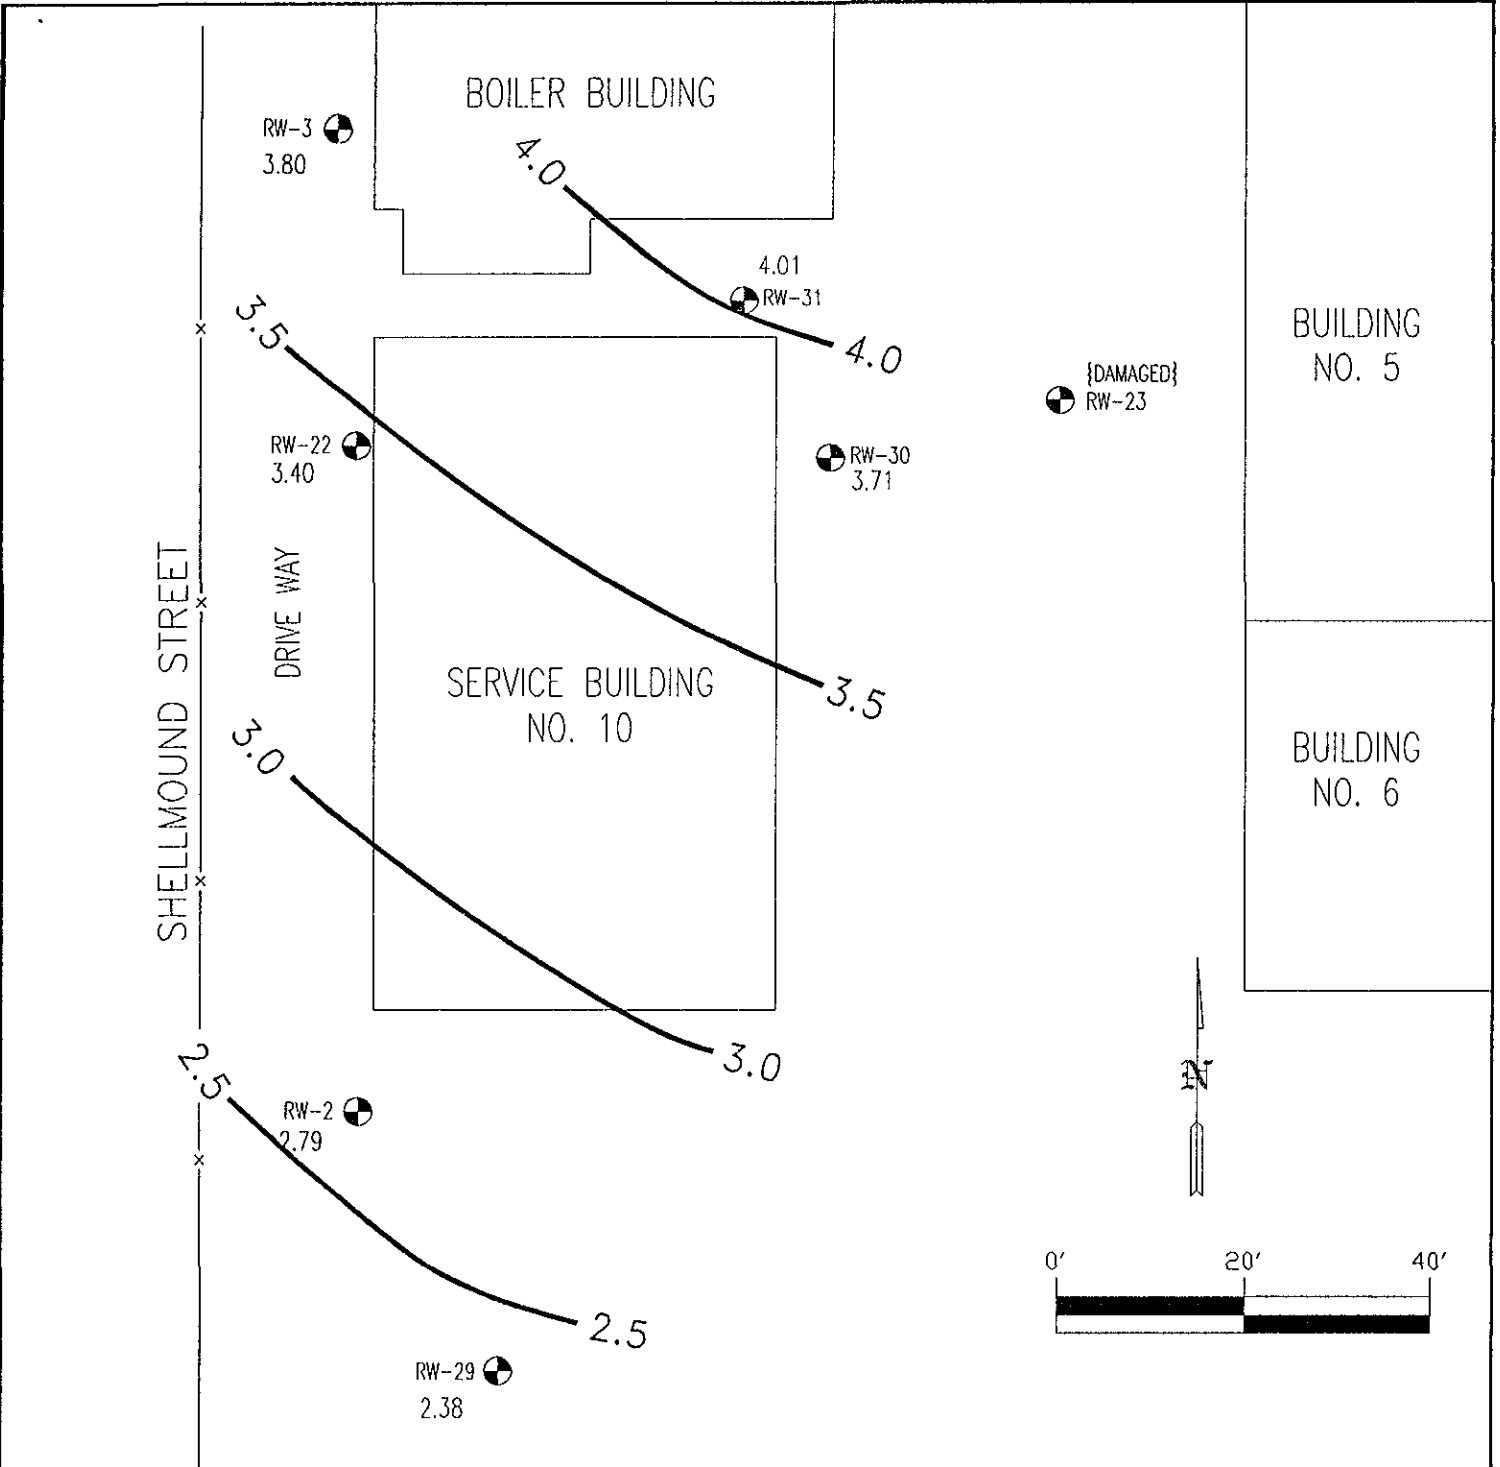 BOILER BUILDING
RW-3
3.80
4.0
4.01
RW-31
4.0
3.5
BUILDING
NO. 5
{DAMAGED}
RW-23
RW-22
3.40
RW-30
3.71
SHELLMOUND STREET
DRIVE WAY
SERVICE BUILDING
NO. 10
3.5
3.0
BUILDING
NO. 6
3.0
2.5
RW-2
2.79
N
0' 20' 40'
2.5
RW-29
2.38